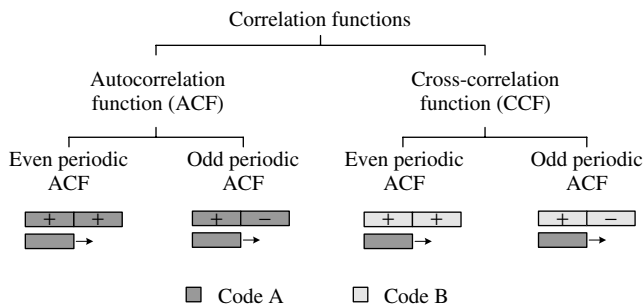 Correlation functions
Autocorrelation
function (ACF)
Cross-correlation
function (CCF)
Even periodic
ACF
Odd periodic
ACF
Even periodic
ACF
Odd periodic
ACF
+ +
+ −
+ +
+ −
Code A
Code B